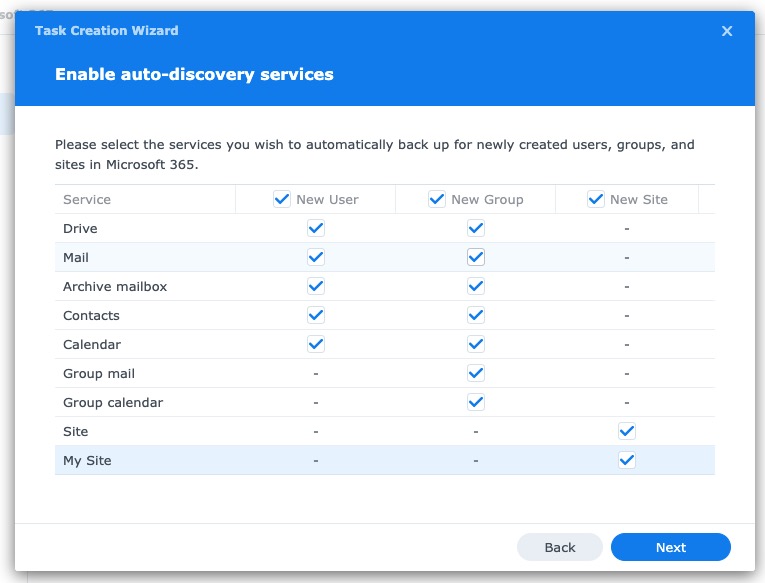 Task Creation Wizard
Enable auto-discovery services
Please select the services you wish to automatically back up for newly created users, groups, and
sites in Microsoft 365.
Service New User New Group New Site
Drive -
Mail -
Archive mailbox -
Contacts -
Calendar -
Group mail - -
Group calendar - -
Site - -
My Site - -
Back Next